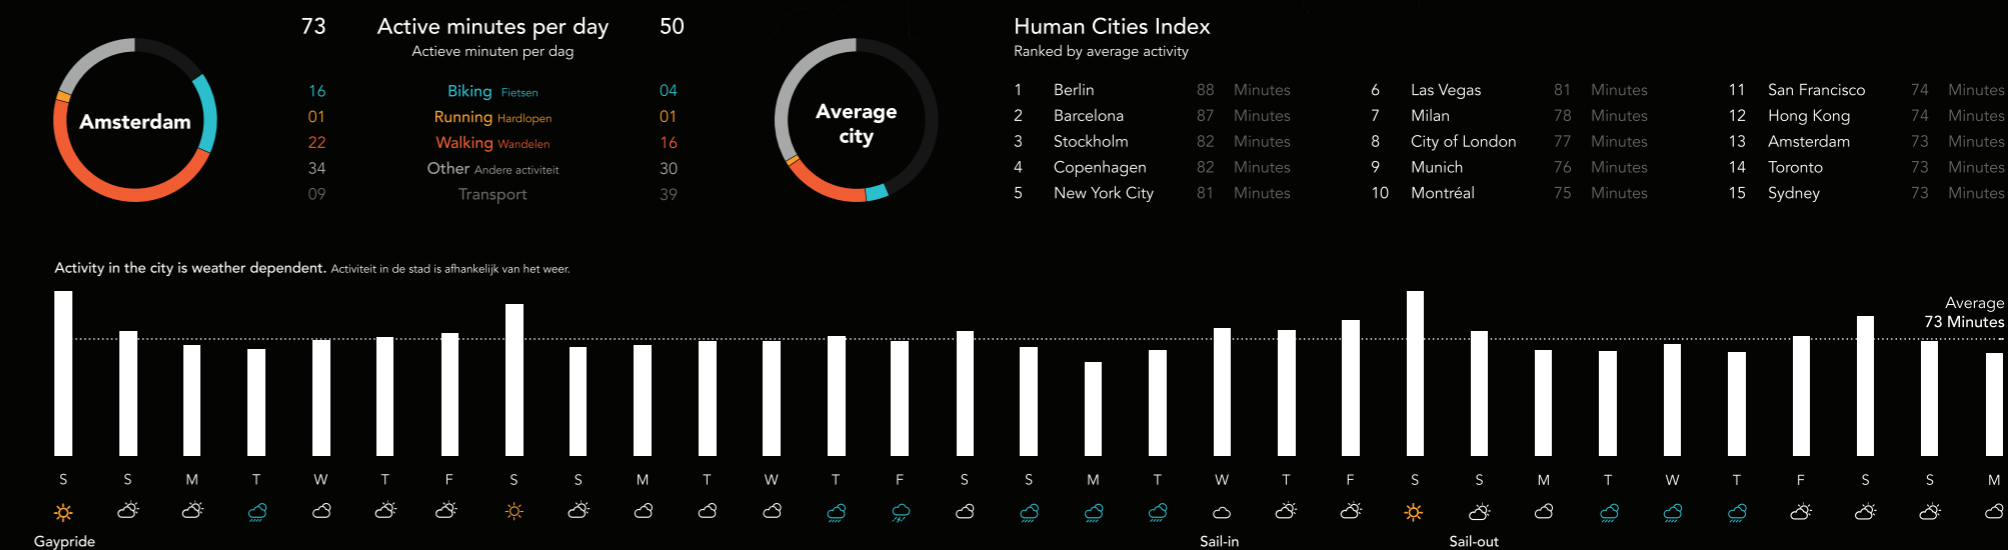 73 Active minutes per day 50
Actieve minuten per dag
Amsterdam
16 Biking Fietsen 04
01 Running Hardlopen 01
22 Walking Wandelen 16
34 Other Andere activiteit 30
09 Transport 39
Average
city
Human Cities Index
Ranked by average activity
1 Berlin 88 Minutes
2 Barcelona 87 Minutes
3 Stockholm 82 Minutes
4 Copenhagen 82 Minutes
5 New York City 81 Minutes
6 Las Vegas 81 Minutes
7 Milan 78 Minutes
8 City of London 77 Minutes
9 Munich 76 Minutes
10 Montréal 75 Minutes
11 San Francisco 74 Minutes
12 Hong Kong 74 Minutes
13 Amsterdam 73 Minutes
14 Toronto 73 Minutes
15 Sydney 73 Minutes
Activity in the city is weather dependent. Activiteit in de stad is afhankelijk van het weer.
Average
73 Minutes
S S M T W T F S S M T W T F S S M T W T F S S M T W T F S S M
Gaypride Sail-in Sail-out